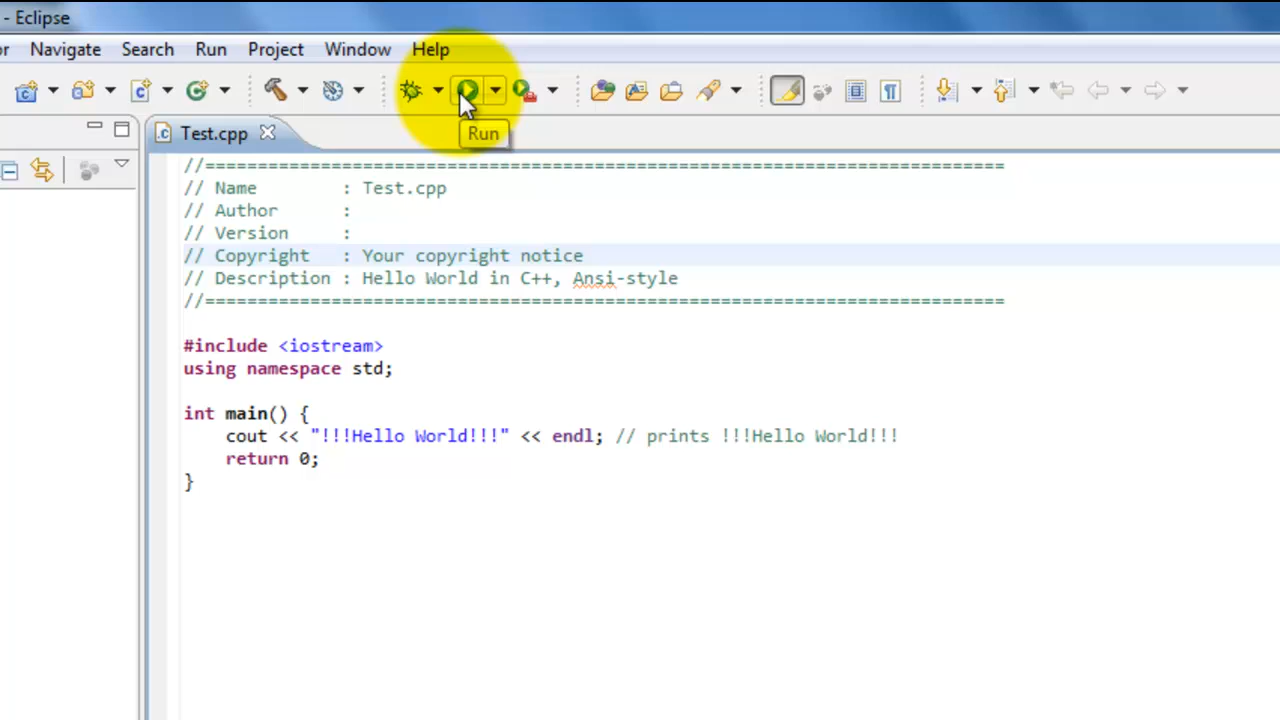 - Eclipse
or Navigate Search Run Project Window Help
Run
Test.cpp
//============================================================================
// Name        : Test.cpp
// Author      :
// Version     :
// Copyright   : Your copyright notice
// Description : Hello World in C++, Ansi-style
//============================================================================
#include <iostream>
using namespace std;
int main() {
    cout << "!!!Hello World!!!" << endl; // prints !!!Hello World!!!
    return 0;
}